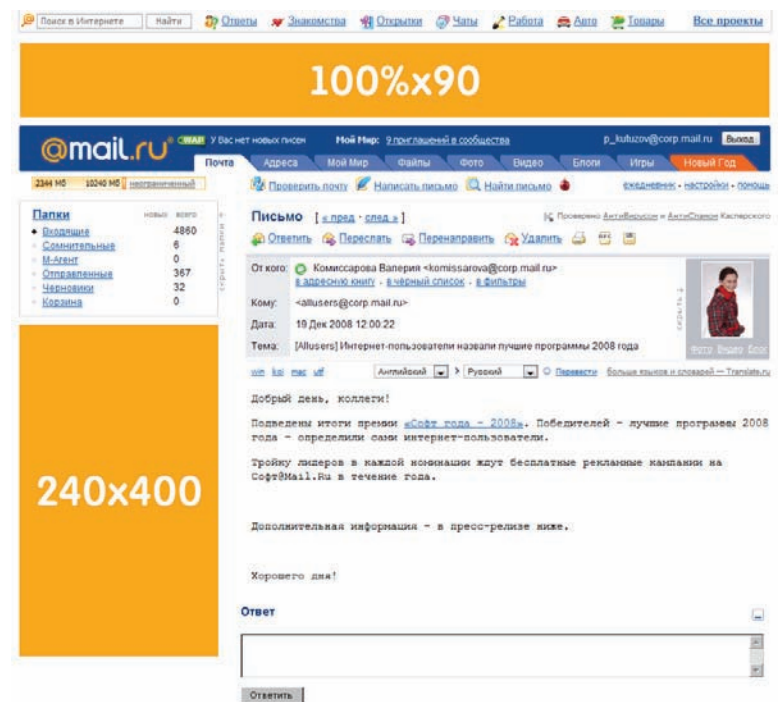 Поиск в Интернете Найти Ответы Знакомства Открытки Чаты Работа Авто Товары Все проекты
100%x90
@mail.ru WAP У Вас нет новых писем Мой Мир: 9 приглашений в сообщества p_kutuzov@corp.mail.ru Выход
Почта Адреса Мой Мир Файлы Фото Видео Блоги Игры Новый Год
2344 Мб 10240 Мб неограниченный Проверить почту Написать письмо Найти письмо ежедневник · настройки · помощь
Папки новых всего
Входящие 4860
Сомнительные 6
М-Агент 0
Отправленные 367
Черновики 32
Корзина 0
скрыть папки
240x400
Письмо [ « пред · след » ] Проверено АнтиВирусом и АнтиСпамом Касперского
Ответить Переслать Перенаправить Удалить
От кого: Комиссарова Валерия <komissarova@corp.mail.ru>
в адресную книгу · в чёрный список · в фильтры
Кому: <allusers@corp.mail.ru>
Дата: 19 Дек 2008 12:00:22
Тема: [Allusers] Интернет-пользователи назвали лучшие программы 2008 года
скрыть
Фото Видео Блог
win koi mac utf Английский > Русский Перевести Больше языков и словарей — Translate.ru
Добрый день, коллеги!
Подведены итоги премии «Софт года - 2008». Победителей - лучшие программы 2008
года - определили сами интернет-пользователи.
Тройку лидеров в каждой номинации ждут бесплатные рекламные кампании на
Софт@Mail.Ru в течение года.
Дополнительная информация - в пресс-релизе ниже.
Хорошего дня!
Ответ
Ответить